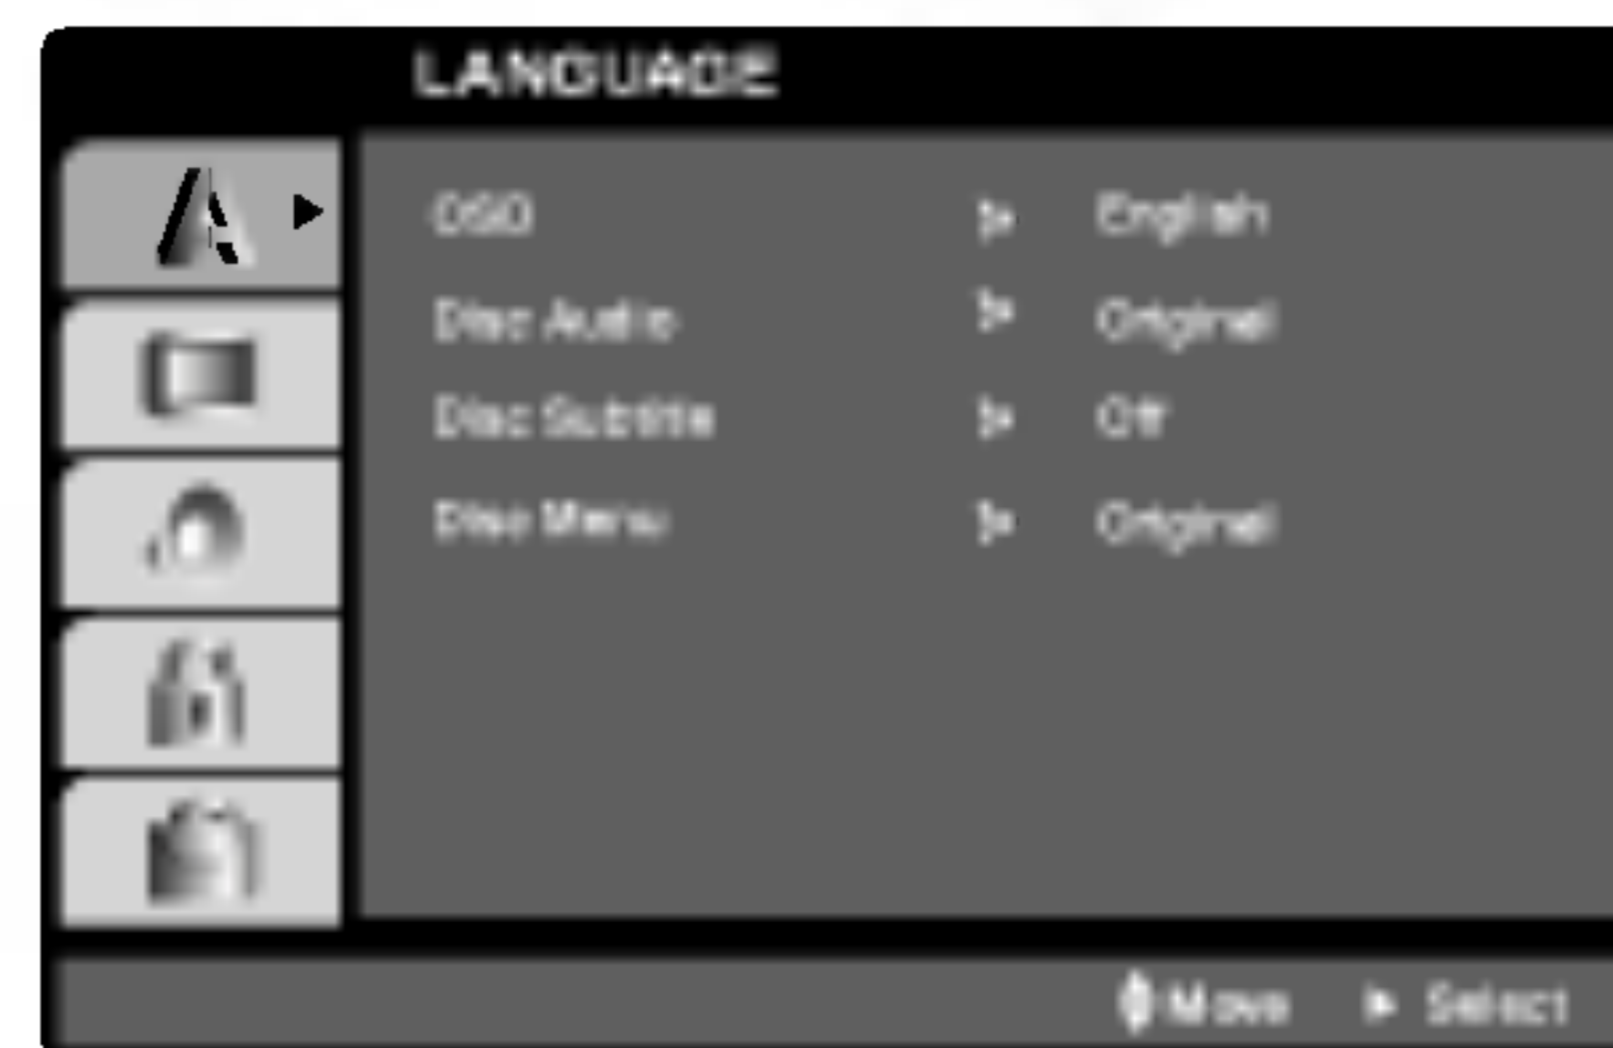 LANGUAGE
OSD English
Disc Audio Original
Disc Subtitle Off
Disc Menu Original
Move Select